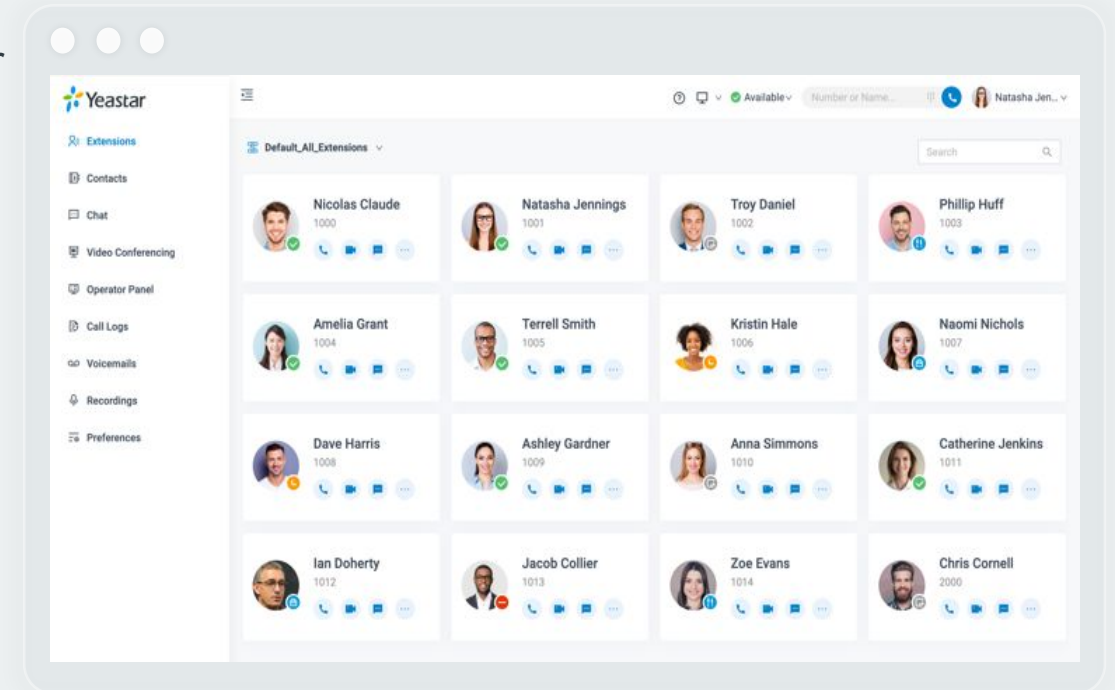 Yeastar
Available
Number or Name...
Natasha Jen..
Extensions
Contacts
Chat
Video Conferencing
Operator Panel
Call Logs
Voicemails
Recordings
Preferences
Default_All_Extensions
Search
Nicolas Claude
1000
Natasha Jennings
1001
Troy Daniel
1002
Phillip Huff
1003
Amelia Grant
1004
Terrell Smith
1005
Kristin Hale
1006
Naomi Nichols
1007
Dave Harris
1008
Ashley Gardner
1009
Anna Simmons
1010
Catherine Jenkins
1011
Ian Doherty
1012
Jacob Collier
1013
Zoe Evans
1014
Chris Cornell
2000